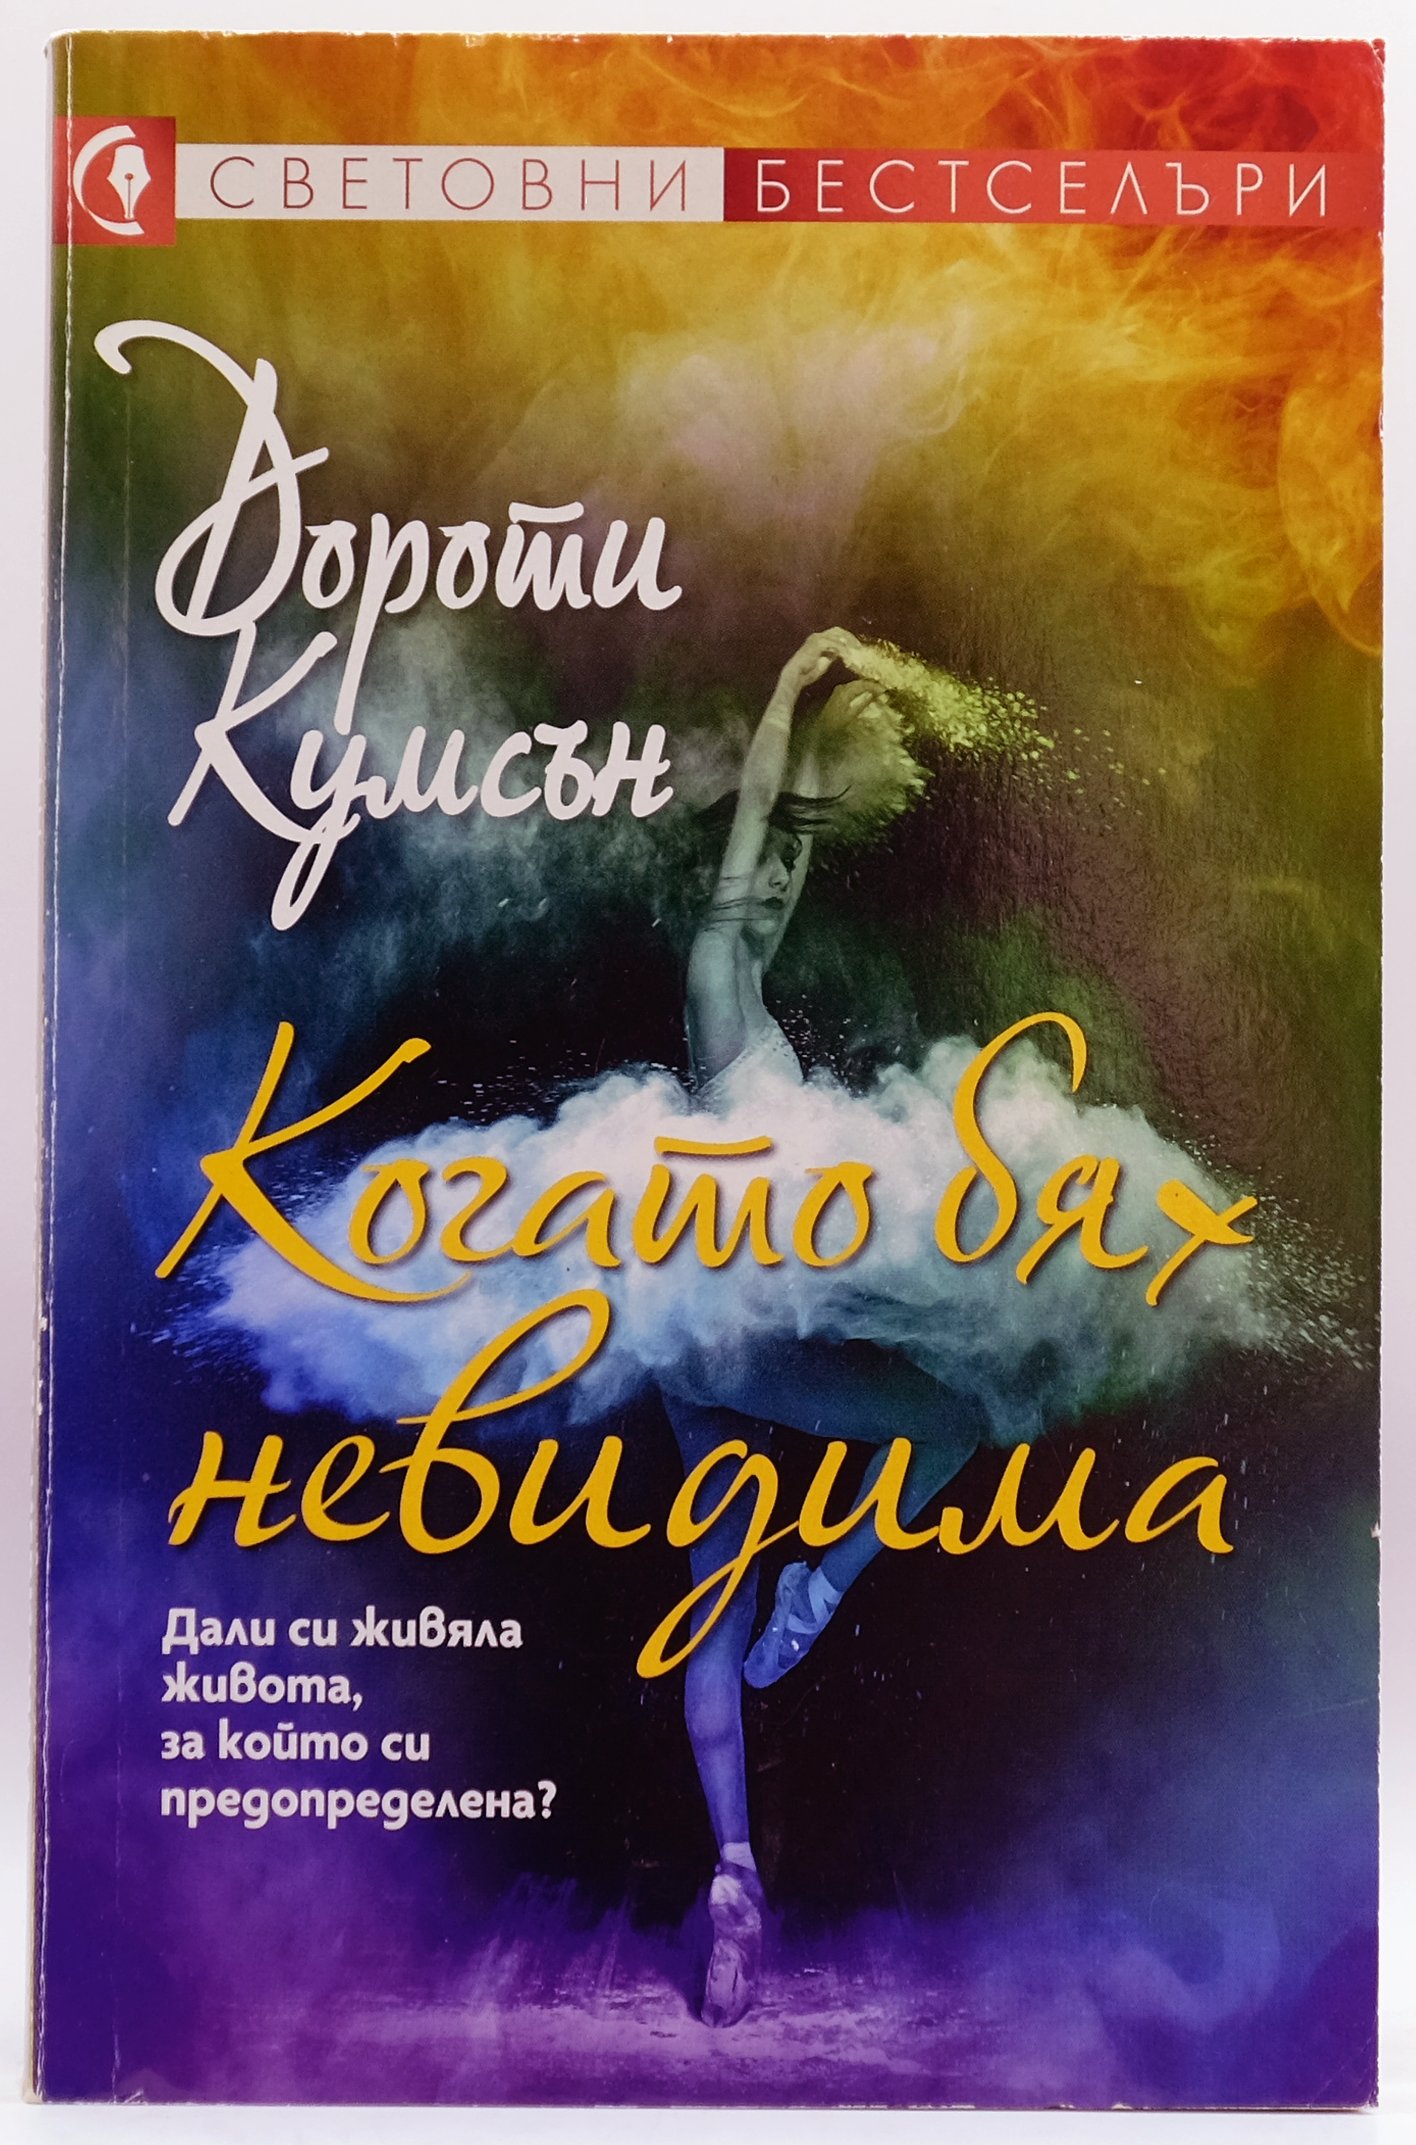 СВЕТОВНИ БЕСТСЕЛЪРИ
Дороти
Кумсън
Когато бях
невидима
Дали си живяла
живота,
за който си
предопределена?